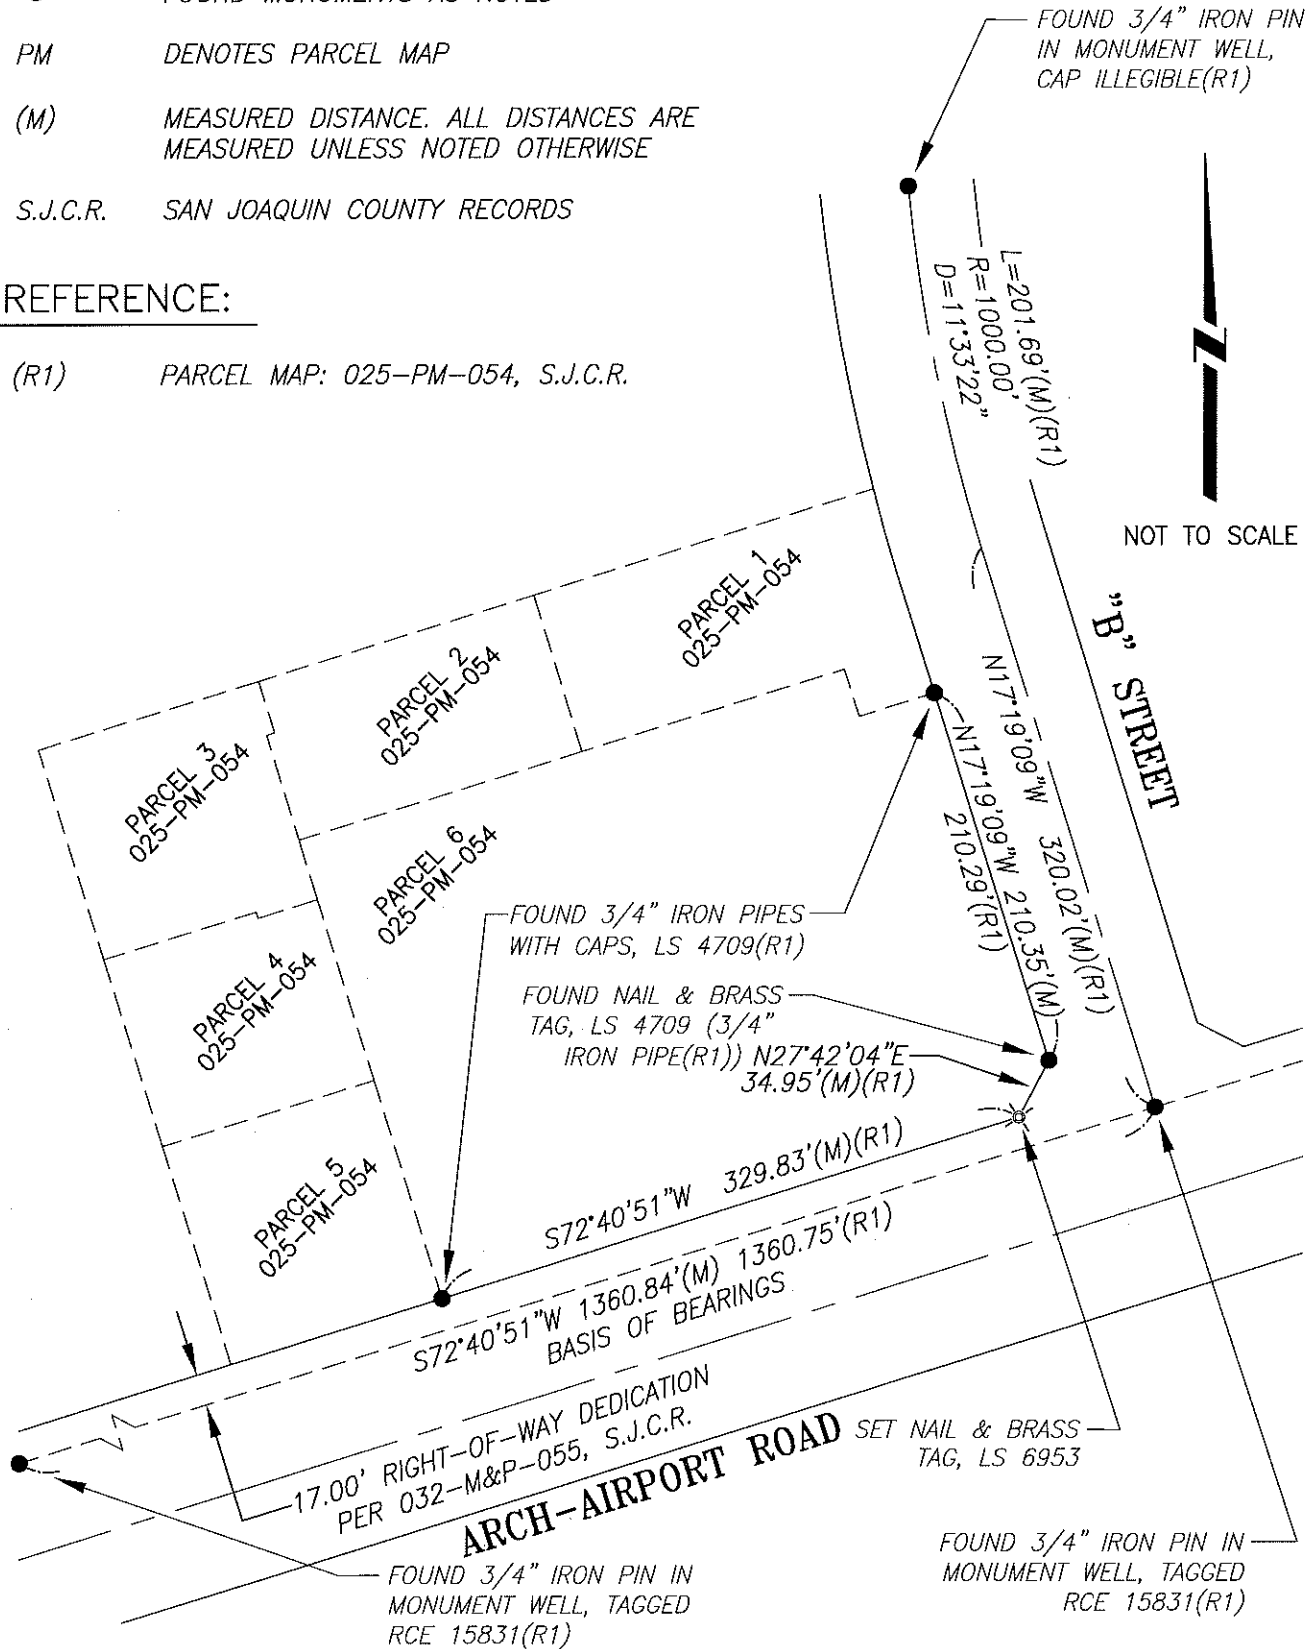 PM DENOTES PARCEL MAP
(M) MEASURED DISTANCE. ALL DISTANCES ARE
MEASURED UNLESS NOTED OTHERWISE
S.J.C.R. SAN JOAQUIN COUNTY RECORDS
REFERENCE:
(R1) PARCEL MAP: 025-PM-054, S.J.C.R.
FOUND 3/4" IRON PIN
IN MONUMENT WELL,
CAP ILLEGIBLE(R1)
L=201.69'(M)(R1)
R=1000.00'
D=11°33'22"
NOT TO SCALE
"B" STREET
PARCEL 1
025-PM-054
PARCEL 2
025-PM-054
PARCEL 3
025-PM-054
PARCEL 6
025-PM-054
PARCEL 4
025-PM-054
PARCEL 5
025-PM-054
N17°19'09"W 320.02'(M)(R1)
N17°19'09"W 210.35'(M)
210.29'(R1)
FOUND 3/4" IRON PIPES
WITH CAPS, LS 4709(R1)
FOUND NAIL & BRASS
TAG, LS 4709 (3/4"
IRON PIPE(R1)) N27°42'04"E
34.95'(M)(R1)
S72°40'51"W 329.83'(M)(R1)
S72°40'51"W 1360.84'(M) 1360.75'(R1)
BASIS OF BEARINGS
17.00' RIGHT-OF-WAY DEDICATION
PER 032-M&P-055, S.J.C.R.
ARCH-AIRPORT ROAD
SET NAIL & BRASS
TAG, LS 6953
FOUND 3/4" IRON PIN IN
MONUMENT WELL, TAGGED
RCE 15831(R1)
FOUND 3/4" IRON PIN IN
MONUMENT WELL, TAGGED
RCE 15831(R1)